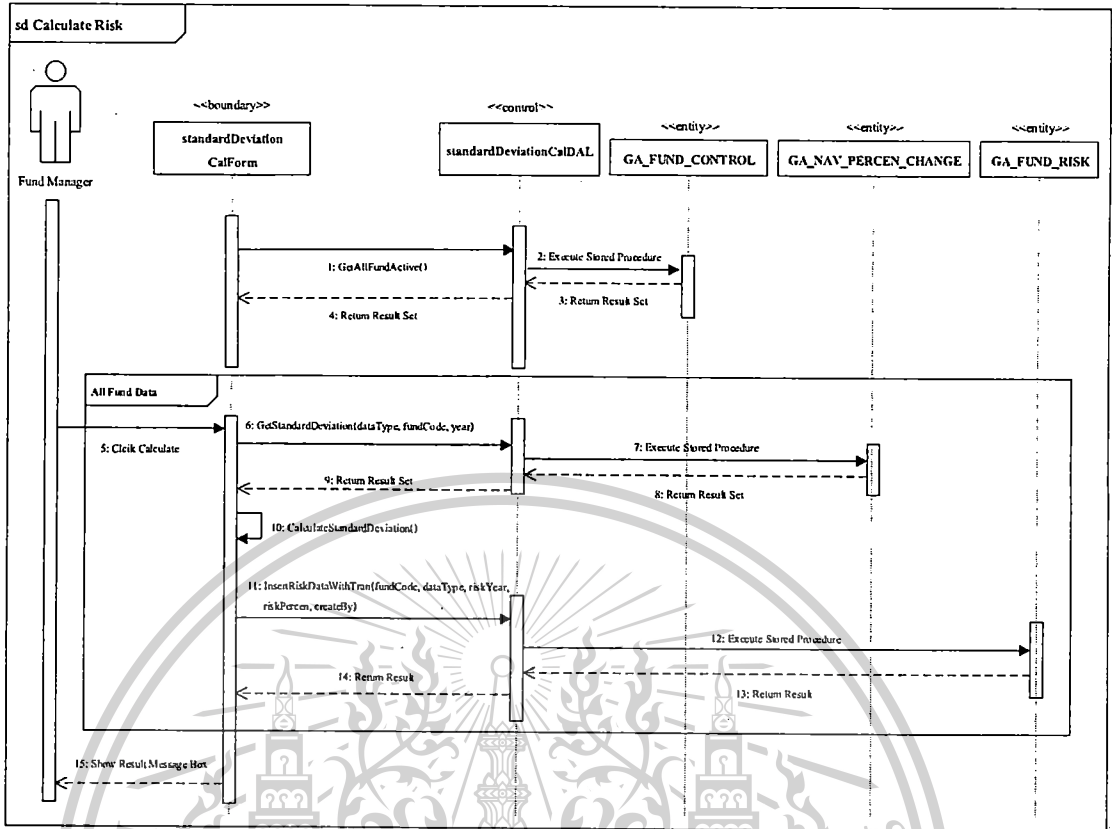 sd Calculate Risk
Fund Manager
<<boundary>>
standardDeviation
CalForm
<<control>>
standardDeviationCalDAL
<<entity>>
GA_FUND_CONTROL
<<entity>>
GA_NAV_PERCEN_CHANGE
<<entity>>
GA_FUND_RISK
1: GetAllFundActive()
2: Execute Stored Procedure
3: Return Result Set
4: Return Result Set
All Fund Data
5: Cleik Calculate
6: GetStandardDeviation(dataType, fundCode, year)
7: Execute Stored Procedure
8: Return Result Set
9: Return Result Set
10: CalculateStandardDeviation()
11: InsertRiskDataWithTran(fundCode, dataType, riskYear,
riskPercen, createBy)
12: Execute Stored Procedure
13: Return Result
14: Return Result
15: Show Result Message Box